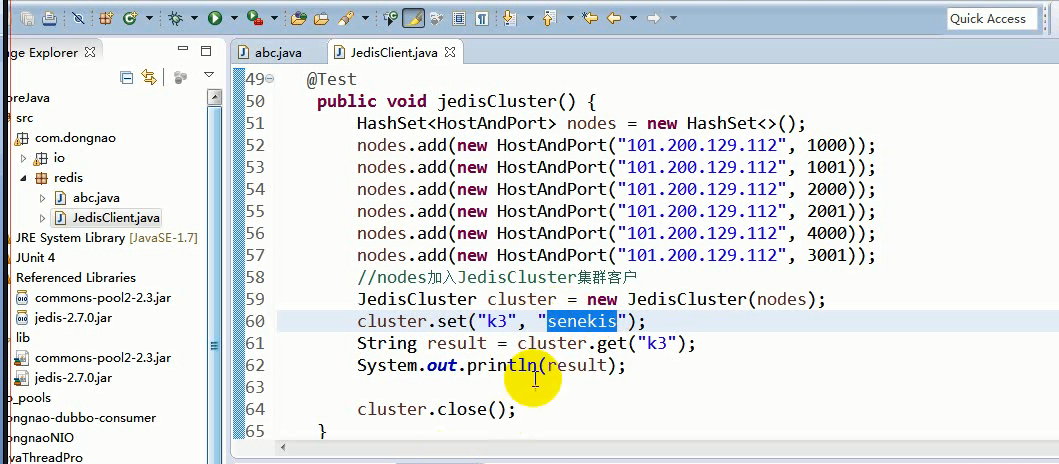 Quick Access
age Explorer
oreJava
src
com.dongnao
io
redis
abc.java
JedisClient.java
JRE System Library [JavaSE-1.7]
JUnit 4
Referenced Libraries
commons-pool2-2.3.jar
jedis-2.7.0.jar
lib
commons-pool2-2.3.jar
jedis-2.7.0.jar
o_pools
ongnao-dubbo-consumer
ongnaoNIO
vaThreadPro
abc.java
JedisClient.java
49 @Test
50 public void jedisCluster() {
51 HashSet<HostAndPort> nodes = new HashSet<>();
52 nodes.add(new HostAndPort("101.200.129.112", 1000));
53 nodes.add(new HostAndPort("101.200.129.112", 1001));
54 nodes.add(new HostAndPort("101.200.129.112", 2000));
55 nodes.add(new HostAndPort("101.200.129.112", 2001));
56 nodes.add(new HostAndPort("101.200.129.112", 4000));
57 nodes.add(new HostAndPort("101.200.129.112", 3001));
58 //nodes加入JedisCluster集群客户
59 JedisCluster cluster = new JedisCluster(nodes);
60 cluster.set("k3", "senekis");
61 String result = cluster.get("k3");
62 System.out.println(result);
63
64 cluster.close();
65 }